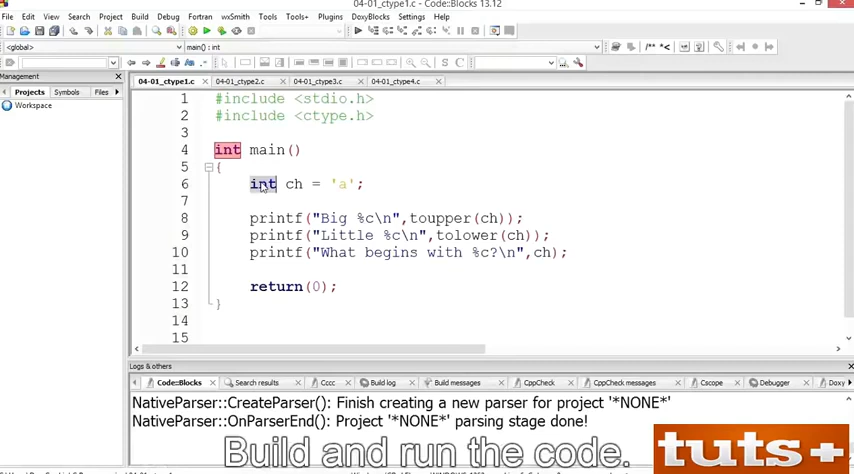 04-01_ctype1.c - Code::Blocks 13.12
File Edit View Search Project Build Debug Fortran wxSmith Tools Tools+ Plugins DoxyBlocks Settings Help
<global>
main() : int
Management
Projects Symbols Files
Workspace
04-01_ctype1.c 04-01_ctype2.c 04-01_ctype3.c 04-01_ctype4.c
1 #include <stdio.h>
2 #include <ctype.h>
3
4 int main()
5 {
6 int ch = 'a';
7
8 printf("Big %c\n",toupper(ch));
9 printf("Little %c\n",tolower(ch));
10 printf("What begins with %c?\n",ch);
11
12 return(0);
13 }
14
15
Logs & others
Code::Blocks Search results Cccc Build log Build messages CppCheck CppCheck messages Cscope Debugger Doxy
NativeParser::CreateParser(): Finish creating a new parser for project '*NONE*'
NativeParser::OnParserEnd(): Project '*NONE*' parsing stage done!
Build and run the code.
tuts+